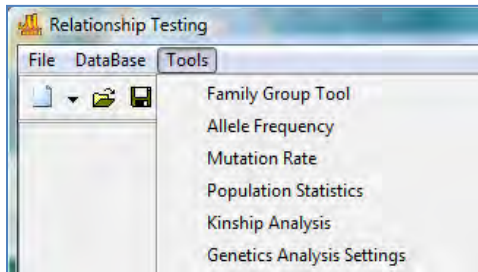 Relationship Testing
File DataBase Tools
Family Group Tool
Allele Frequency
Mutation Rate
Population Statistics
Kinship Analysis
Genetics Analysis Settings